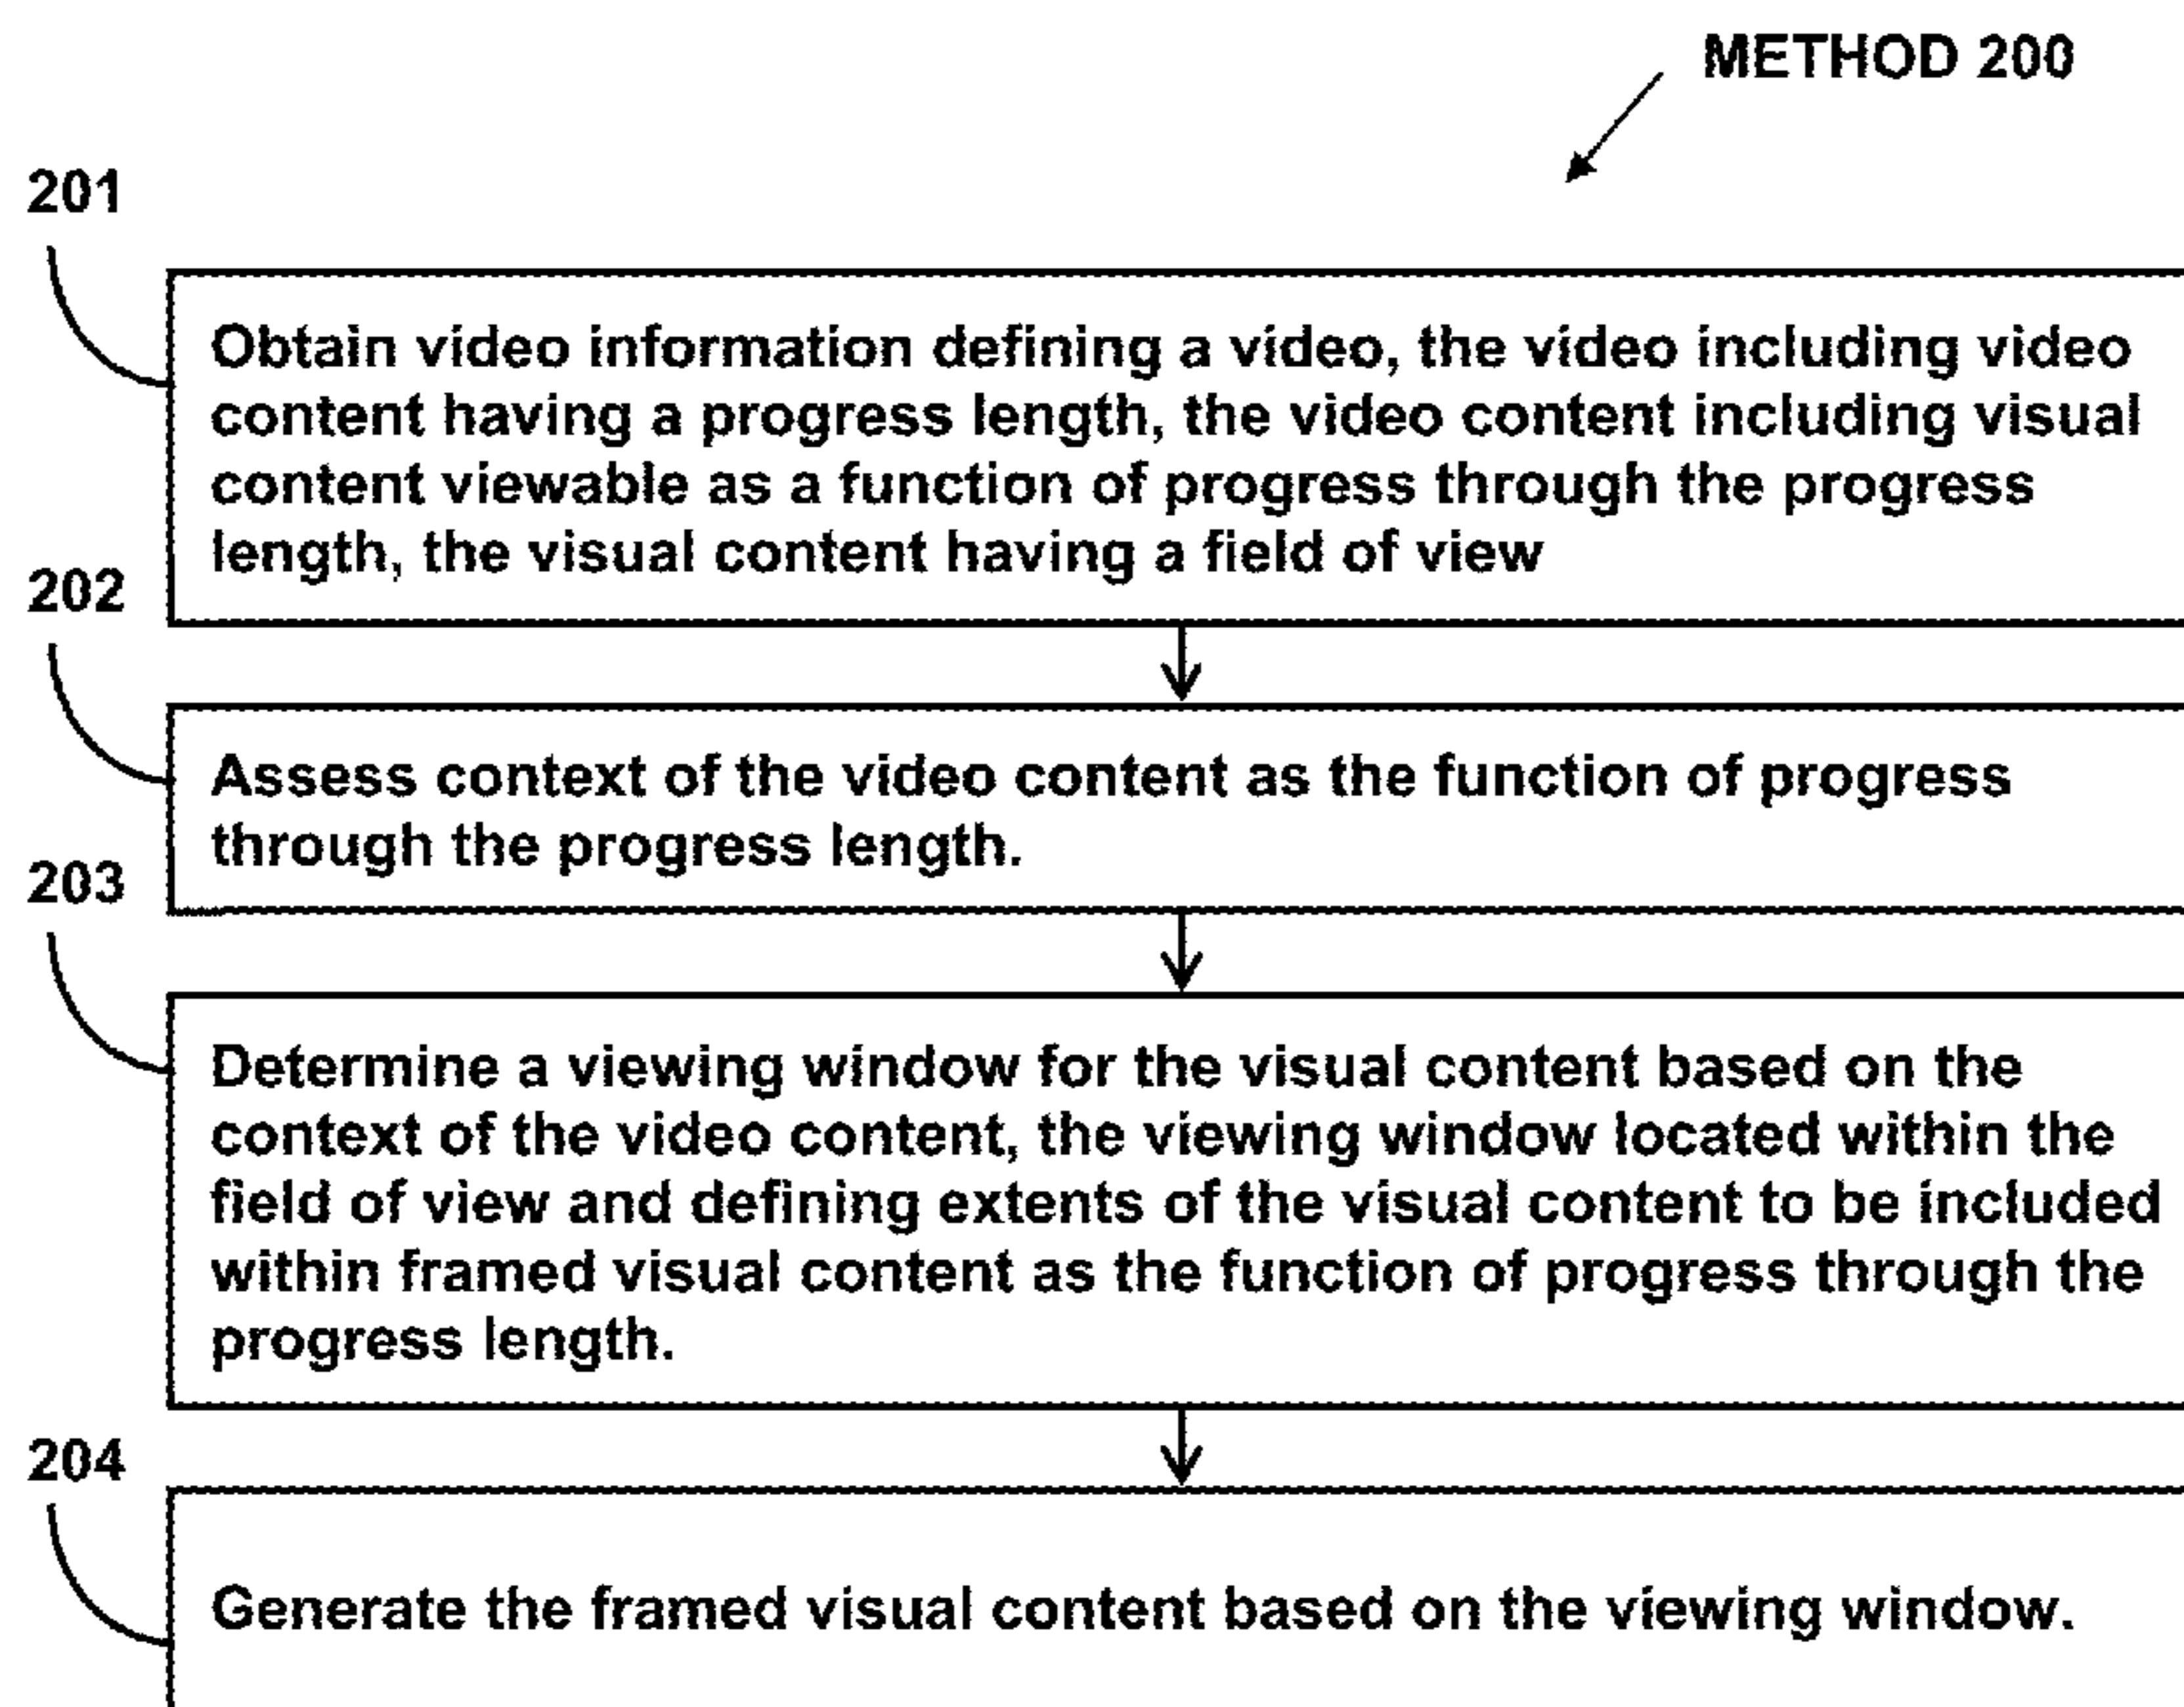 METHOD 200
201
Obtain video information defining a video, the video including video
content having a progress length, the video content including visual
content viewable as a function of progress through the progress
length, the visual content having a field of view
202
Assess context of the video content as the function of progress
through the progress length.
203
Determine a viewing window for the visual content based on the
context of the video content, the viewing window located within the
field of view and defining extents of the visual content to be included
within framed visual content as the function of progress through the
progress length.
204
Generate the framed visual content based on the viewing window.